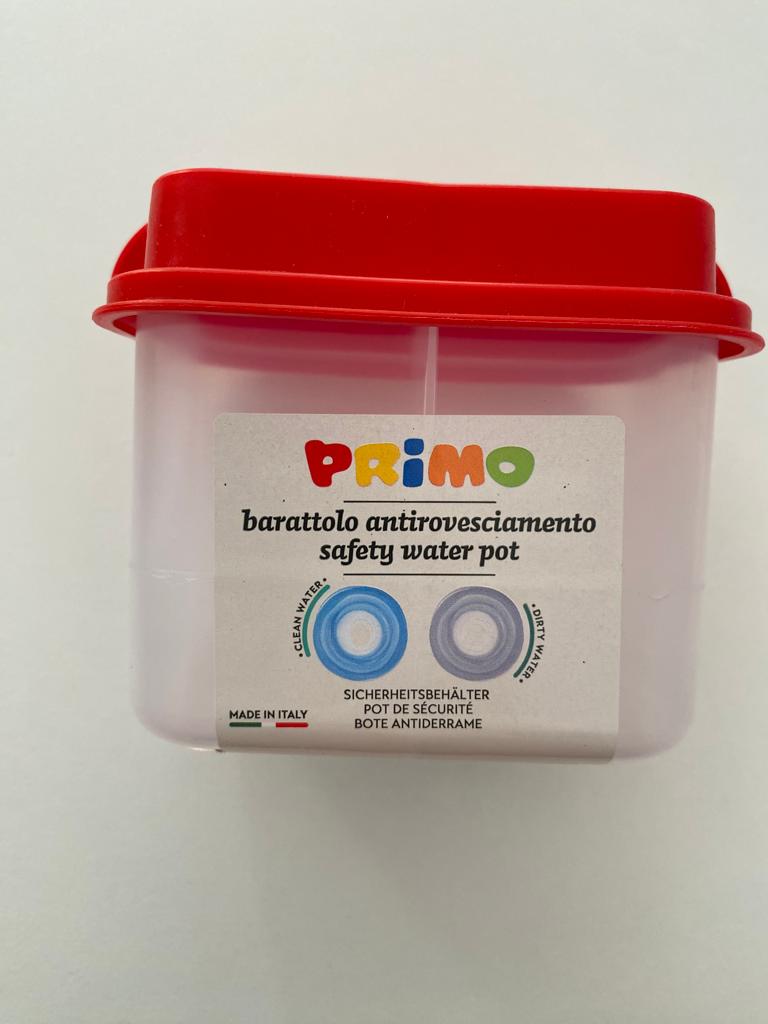 PRiMO
barattolo antirovesciamento
safety water pot
• CLEAN WATER •
• DIRTY WATER •
SICHERHEITSBEHÄLTER
POT DE SÉCURITÉ
BOTE ANTIDERRAME
MADE IN ITALY